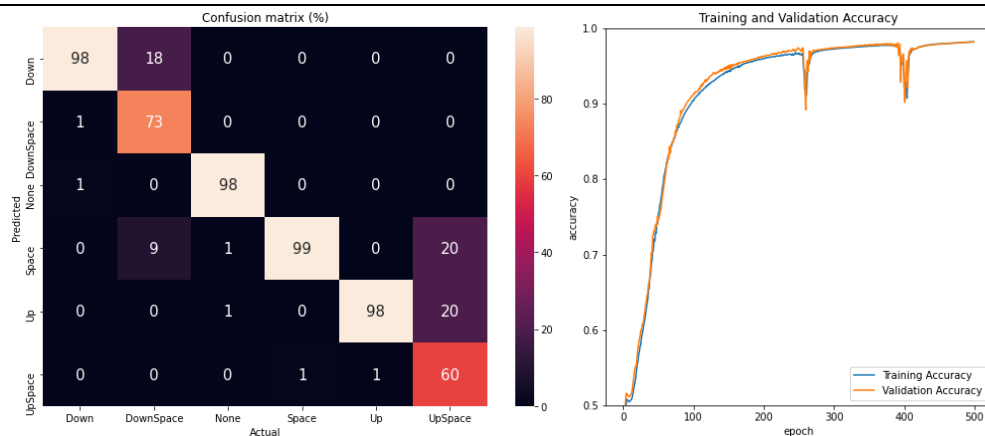 Confusion matrix (%)
Down 98 18 0 0 0 0
DownSpace 1 73 0 0 0 0
None 1 0 98 0 0 0
Space 0 9 1 99 0 20
Up 0 0 1 0 98 20
UpSpace 0 0 0 1 1 60
Predicted
Down DownSpace None Space Up UpSpace
Actual
80
60
40
20
0
Training and Validation Accuracy
1.0
0.9
0.8
0.7
0.6
0.5
accuracy
0 100 200 300 400 500
epoch
Training Accuracy
Validation Accuracy